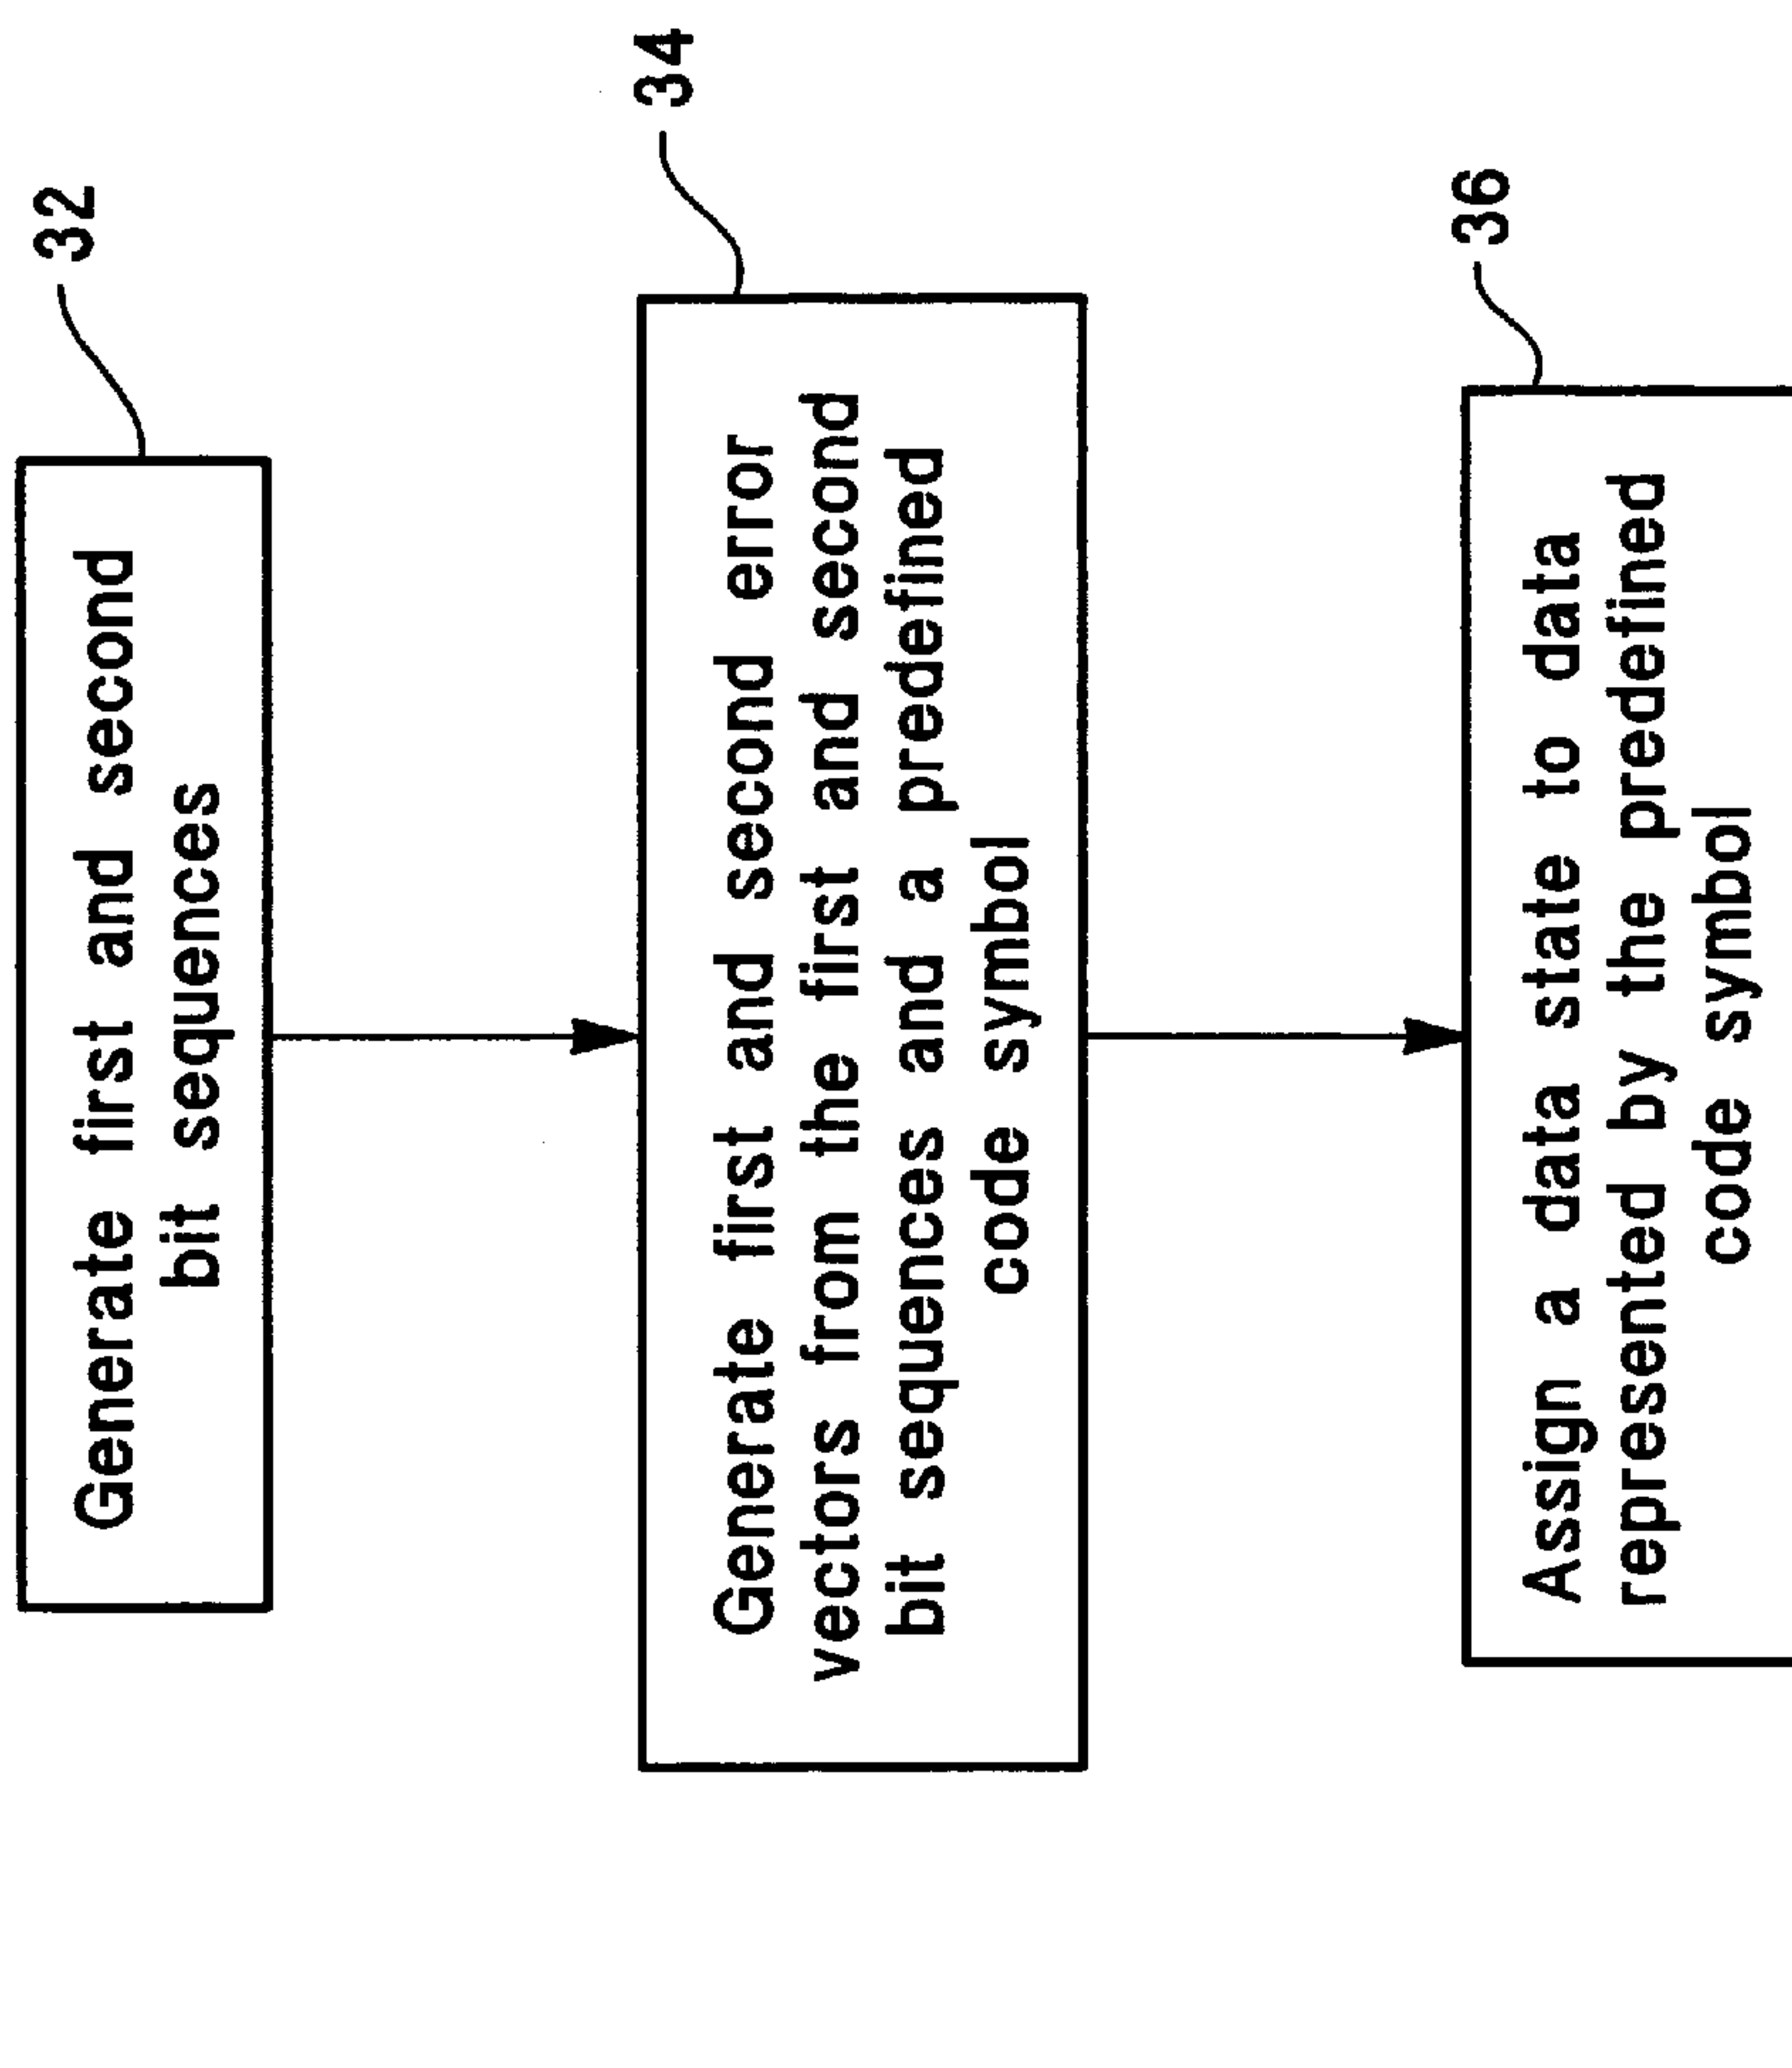 32
Generate first and second
bit sequences
34
Generate first and second error
vectors from the first and second
bit sequences and a predefined
code symbol
36
Assign a data state to data
represented by the predefined
code symbol